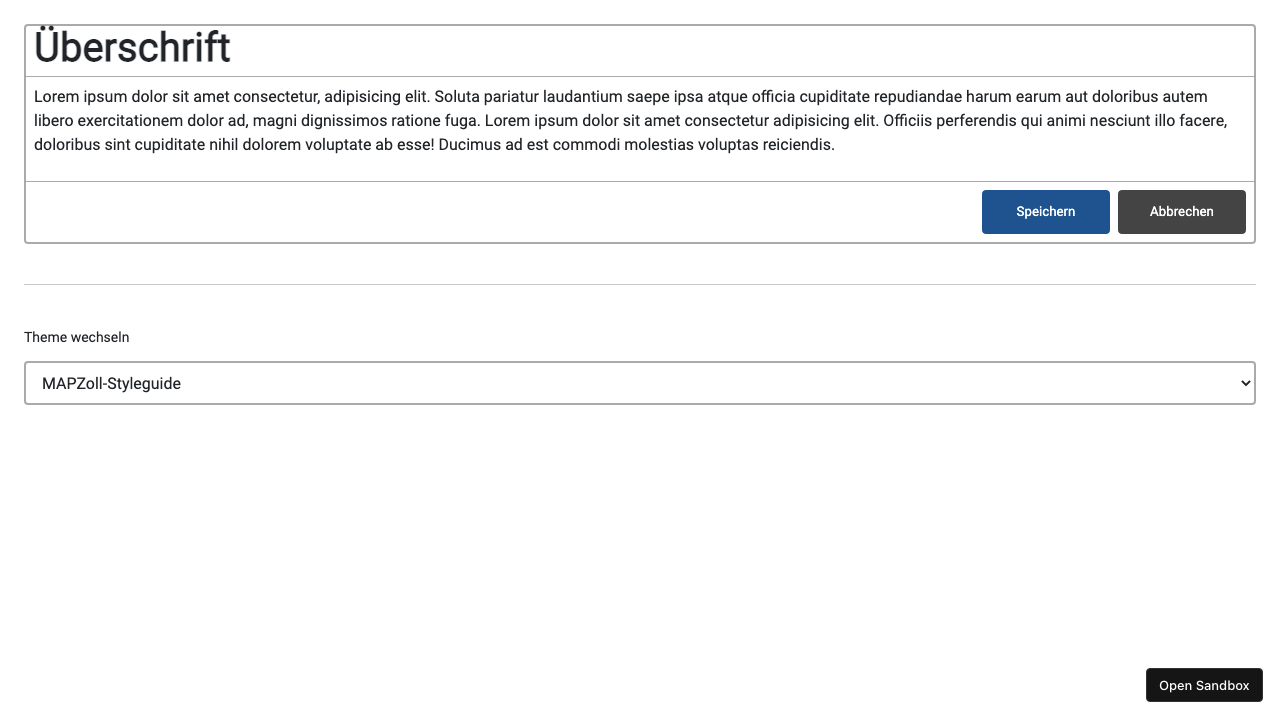 Überschrift
Lorem ipsum dolor sit amet consectetur, adipisicing elit. Soluta pariatur laudantium saepe ipsa atque officia cupiditate repudiandae harum earum aut doloribus autem
libero exercitationem dolor ad, magni dignissimos ratione fuga. Lorem ipsum dolor sit amet consectetur adipisicing elit. Officiis perferendis qui animi nesciunt illo facere,
doloribus sint cupiditate nihil dolorem voluptate ab esse! Ducimus ad est commodi molestias voluptas reiciendis.
Speichern Abbrechen
Theme wechseln
MAPZoll-Styleguide
Open Sandbox